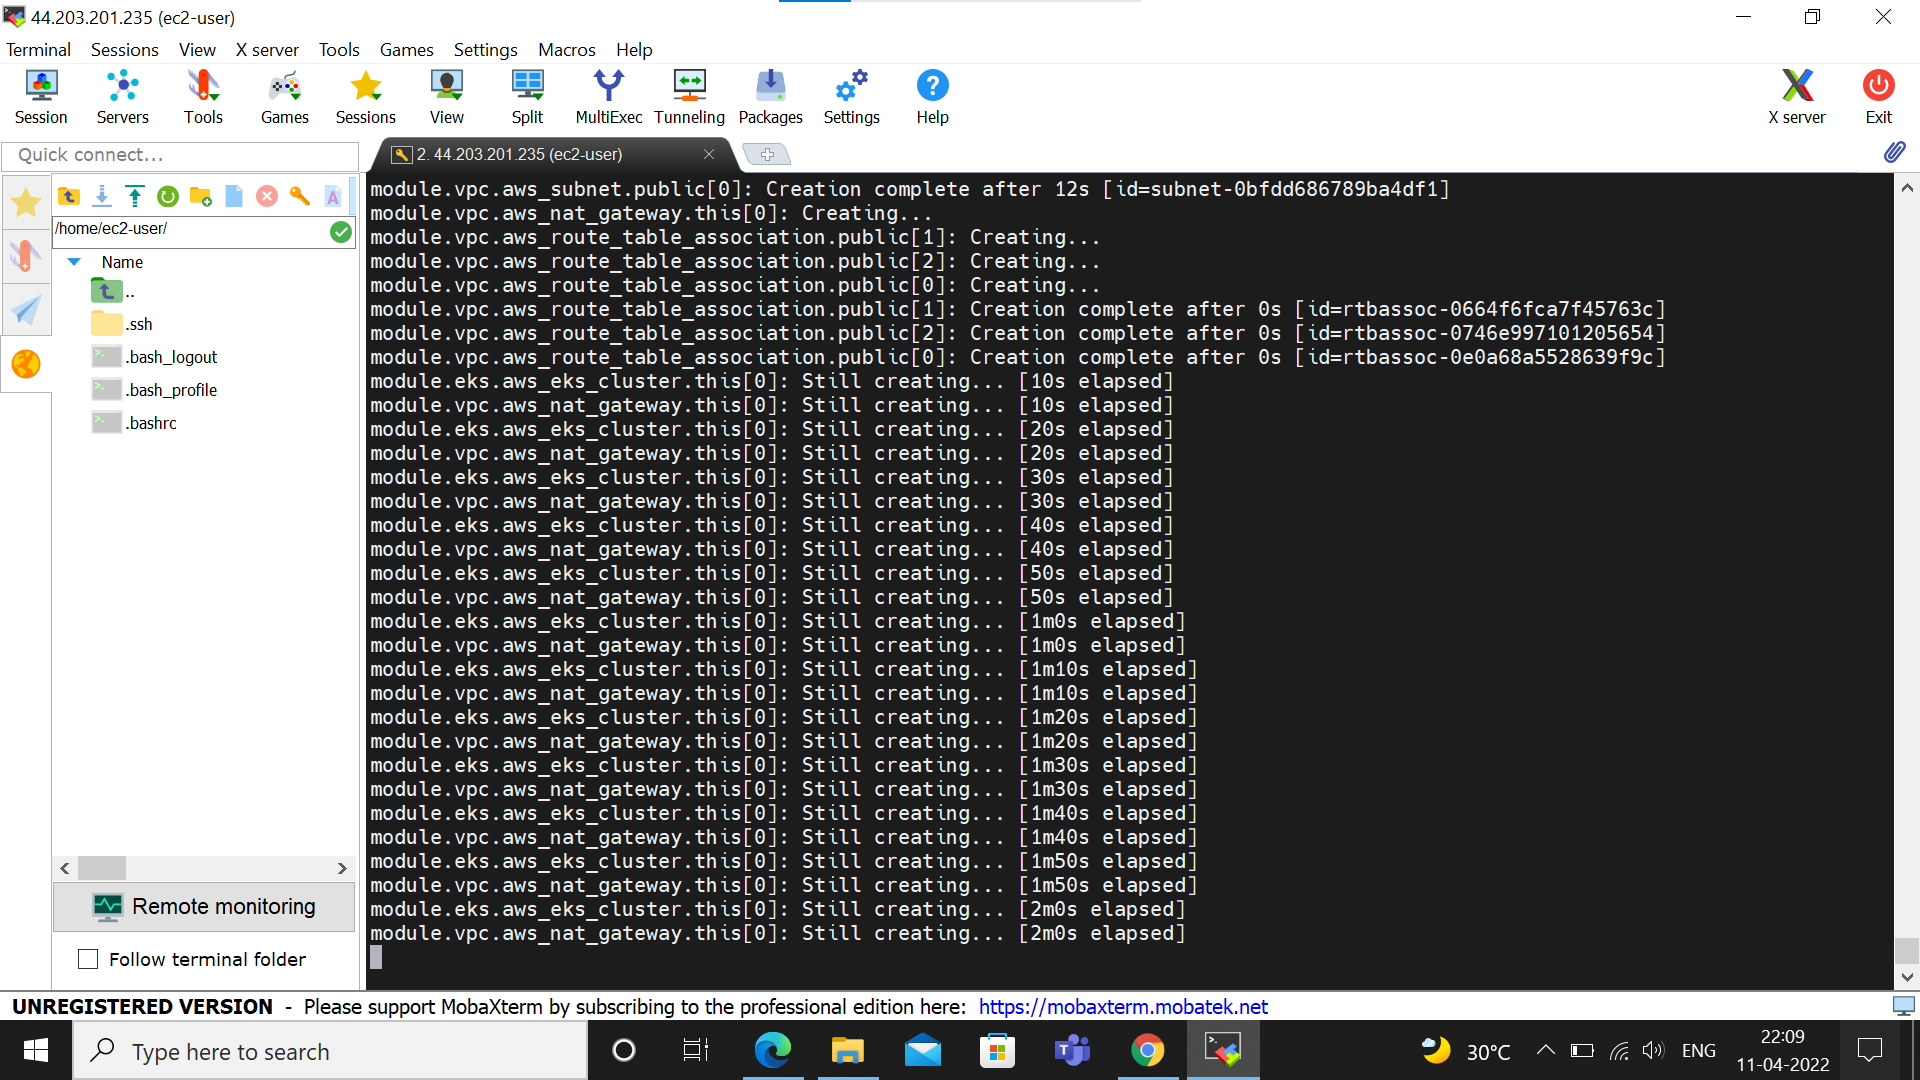 44.203.201.235 (ec2-user)
Terminal Sessions View X server Tools Games Settings Macros Help
Session Servers Tools Games Sessions View Split MultiExec Tunneling Packages Settings Help X server Exit
Quick connect...
2. 44.203.201.235 (ec2-user)
/home/ec2-user/
Name
..
.ssh
.bash_logout
.bash_profile
.bashrc
Remote monitoring
Follow terminal folder
module.vpc.aws_subnet.public[0]: Creation complete after 12s [id=subnet-0bfdd686789ba4df1]
module.vpc.aws_nat_gateway.this[0]: Creating...
module.vpc.aws_route_table_association.public[1]: Creating...
module.vpc.aws_route_table_association.public[2]: Creating...
module.vpc.aws_route_table_association.public[0]: Creating...
module.vpc.aws_route_table_association.public[1]: Creation complete after 0s [id=rtbassoc-0664f6fca7f45763c]
module.vpc.aws_route_table_association.public[2]: Creation complete after 0s [id=rtbassoc-0746e997101205654]
module.vpc.aws_route_table_association.public[0]: Creation complete after 0s [id=rtbassoc-0e0a68a5528639f9c]
module.eks.aws_eks_cluster.this[0]: Still creating... [10s elapsed]
module.vpc.aws_nat_gateway.this[0]: Still creating... [10s elapsed]
module.eks.aws_eks_cluster.this[0]: Still creating... [20s elapsed]
module.vpc.aws_nat_gateway.this[0]: Still creating... [20s elapsed]
module.eks.aws_eks_cluster.this[0]: Still creating... [30s elapsed]
module.vpc.aws_nat_gateway.this[0]: Still creating... [30s elapsed]
module.eks.aws_eks_cluster.this[0]: Still creating... [40s elapsed]
module.vpc.aws_nat_gateway.this[0]: Still creating... [40s elapsed]
module.eks.aws_eks_cluster.this[0]: Still creating... [50s elapsed]
module.vpc.aws_nat_gateway.this[0]: Still creating... [50s elapsed]
module.eks.aws_eks_cluster.this[0]: Still creating... [1m0s elapsed]
module.vpc.aws_nat_gateway.this[0]: Still creating... [1m0s elapsed]
module.eks.aws_eks_cluster.this[0]: Still creating... [1m10s elapsed]
module.vpc.aws_nat_gateway.this[0]: Still creating... [1m10s elapsed]
module.eks.aws_eks_cluster.this[0]: Still creating... [1m20s elapsed]
module.vpc.aws_nat_gateway.this[0]: Still creating... [1m20s elapsed]
module.eks.aws_eks_cluster.this[0]: Still creating... [1m30s elapsed]
module.vpc.aws_nat_gateway.this[0]: Still creating... [1m30s elapsed]
module.eks.aws_eks_cluster.this[0]: Still creating... [1m40s elapsed]
module.vpc.aws_nat_gateway.this[0]: Still creating... [1m40s elapsed]
module.eks.aws_eks_cluster.this[0]: Still creating... [1m50s elapsed]
module.vpc.aws_nat_gateway.this[0]: Still creating... [1m50s elapsed]
module.eks.aws_eks_cluster.this[0]: Still creating... [2m0s elapsed]
module.vpc.aws_nat_gateway.this[0]: Still creating... [2m0s elapsed]
UNREGISTERED VERSION - Please support MobaXterm by subscribing to the professional edition here: https://mobaxterm.mobatek.net
Type here to search
30°C
ENG
22:09
11-04-2022